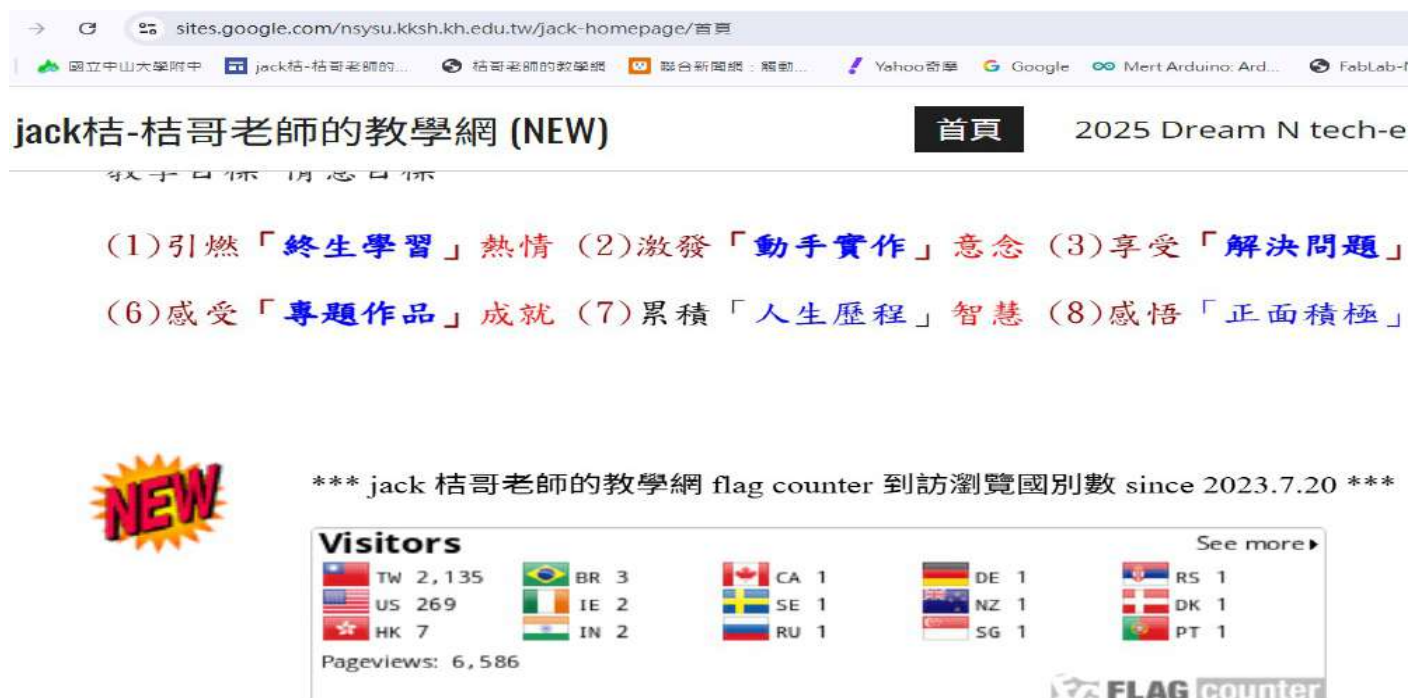 sites.google.com/nsysu.kksh.kh.edu.tw/jack-homepage/首頁
國立中山大學附中 jack桔-桔哥老師的... 桔哥老師的教學網 聯合新聞網：觸動... Yahoo奇摩 Google Mert Arduino: Ard... FabLab-
jack桔-桔哥老師的教學網 (NEW) 首頁 2025 Dream N tech-e
教學目標 情意目標
(1)引燃「終生學習」熱情 (2)激發「動手實作」意念 (3)享受「解決問題」
(6)感受「專題作品」成就 (7)累積「人生歷程」智慧 (8)感悟「正面積極」
NEW
*** jack 桔哥老師的教學網 flag counter 到訪瀏覽國別數 since 2023.7.20 ***
Visitors See more
TW 2,135 BR 3 CA 1 DE 1 RS 1
US 269 IE 2 SE 1 NZ 1 DK 1
HK 7 IN 2 RU 1 SG 1 PT 1
Pageviews: 6,586
FLAG counter